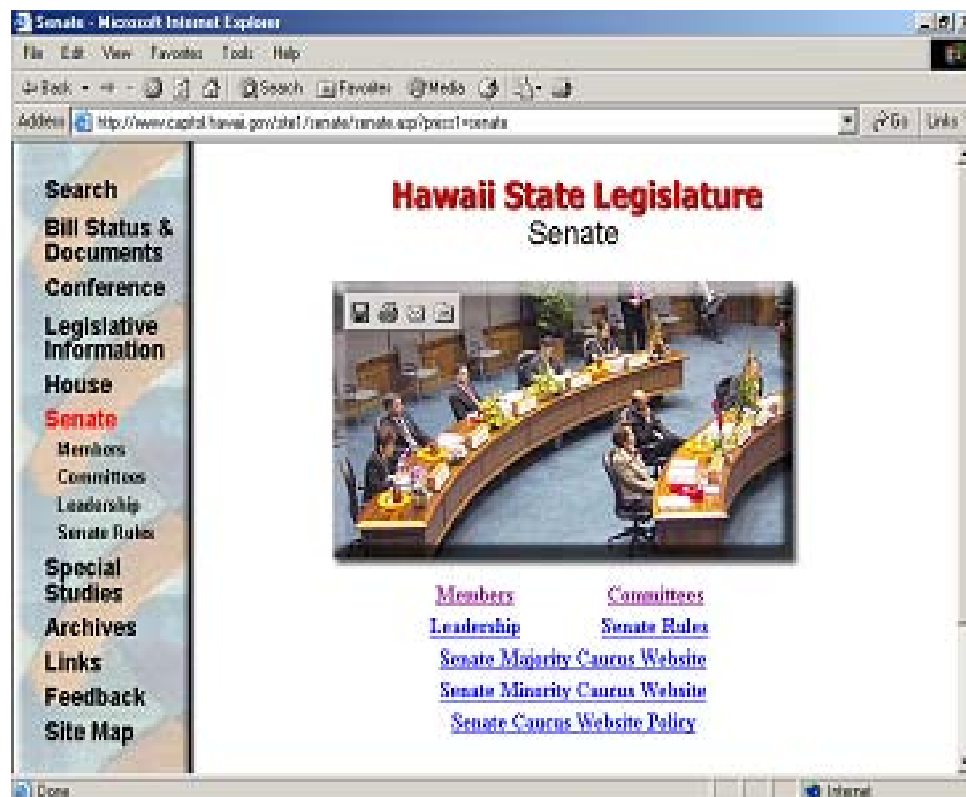 Senate - Microsoft Internet Explorer
File Edit View Favorites Tools Help
Back Search Favorites Media
Address http://www.capitol.hawaii.gov/site1/senate/senate.asp?press1=senate Go Links
Search
Bill Status &
Documents
Conference
Legislative
Information
House
Senate
Members
Committees
Leadership
Senate Rules
Special
Studies
Archives
Links
Feedback
Site Map
Hawaii State Legislature
Senate
Members Committees
Leadership Senate Rules
Senate Majority Caucus Website
Senate Minority Caucus Website
Senate Caucus Website Policy
Done Internet